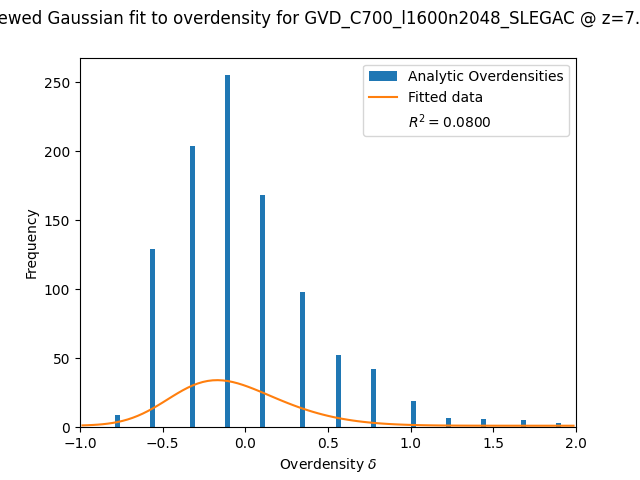 ewed Gaussian fit to overdensity for GVD_C700_l1600n2048_SLEGAC @ z=7.
Analytic Overdensities
Fitted data
R² = 0.0800
Frequency
250
200
150
100
50
0
−1.0 −0.5 0.0 0.5 1.0 1.5 2.0
Overdensity δ